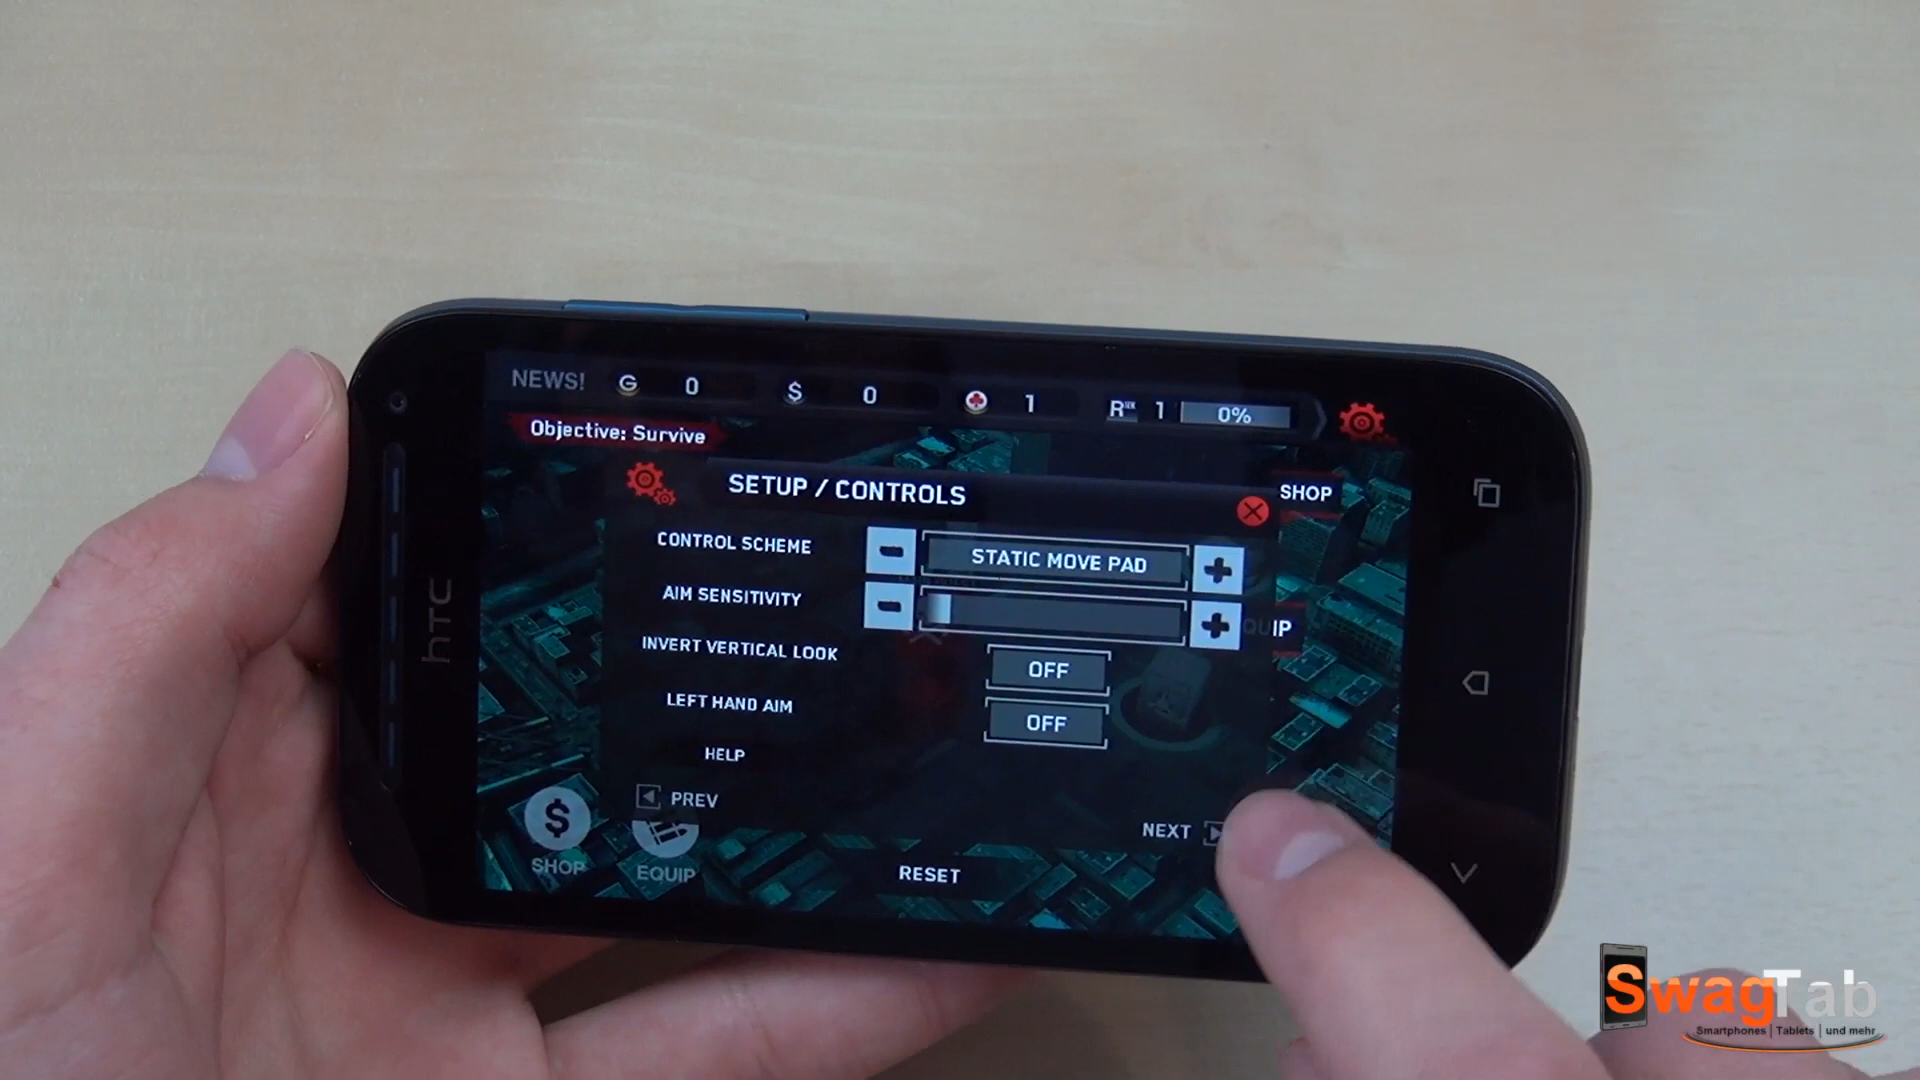 NEWS! G 0 $ 0 1 R 1 0%
Objective: Survive
SETUP / CONTROLS
SHOP
CONTROL SCHEME - STATIC MOVE PAD +
AIM SENSITIVITY - +
QUIP
INVERT VERTICAL LOOK OFF
LEFT HAND AIM OFF
HELP
PREV
NEXT
$
SHOP
EQUIP
RESET
hTC
SwagTab
Smartphones | Tablets | und mehr